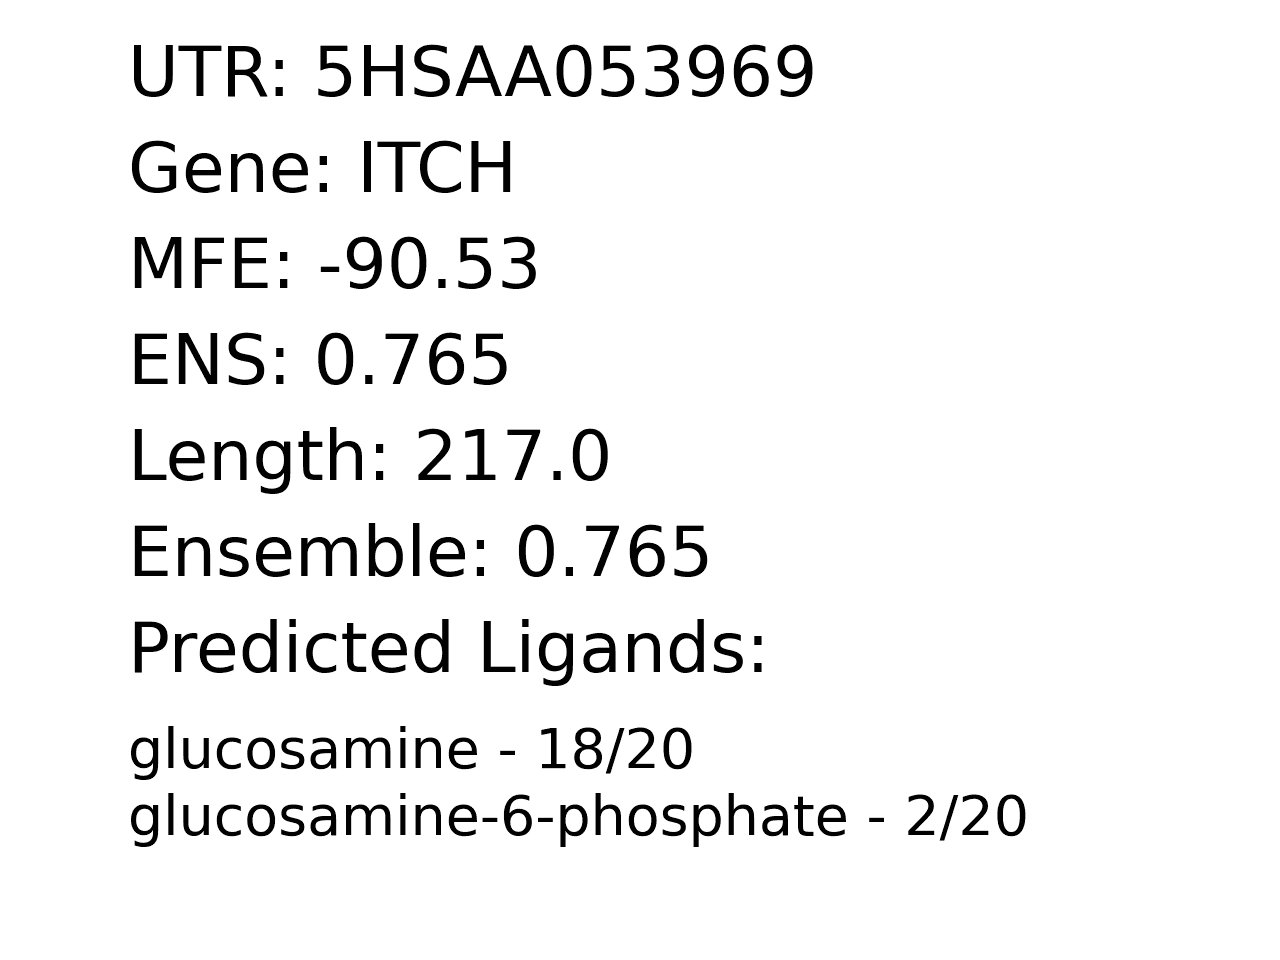 UTR: 5HSAA053969
Gene: ITCH
MFE: -90.53
ENS: 0.765
Length: 217.0
Ensemble: 0.765
Predicted Ligands:
glucosamine - 18/20
glucosamine-6-phosphate - 2/20